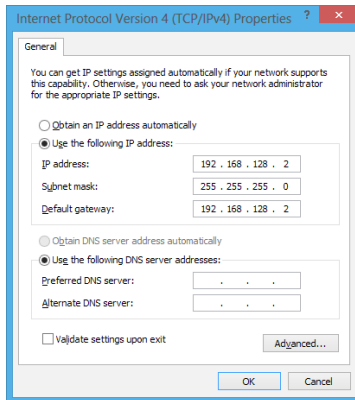 Internet Protocol Version 4 (TCP/IPv4) Properties ? ×
General
You can get IP settings assigned automatically if your network supports
this capability. Otherwise, you need to ask your network administrator
for the appropriate IP settings.
Obtain an IP address automatically
Use the following IP address:
IP address: 192 . 168 . 128 . 2
Subnet mask: 255 . 255 . 255 . 0
Default gateway: 192 . 168 . 128 . 2
Obtain DNS server address automatically
Use the following DNS server addresses:
Preferred DNS server: . . .
Alternate DNS server: . . .
Validate settings upon exit
Advanced...
OK Cancel